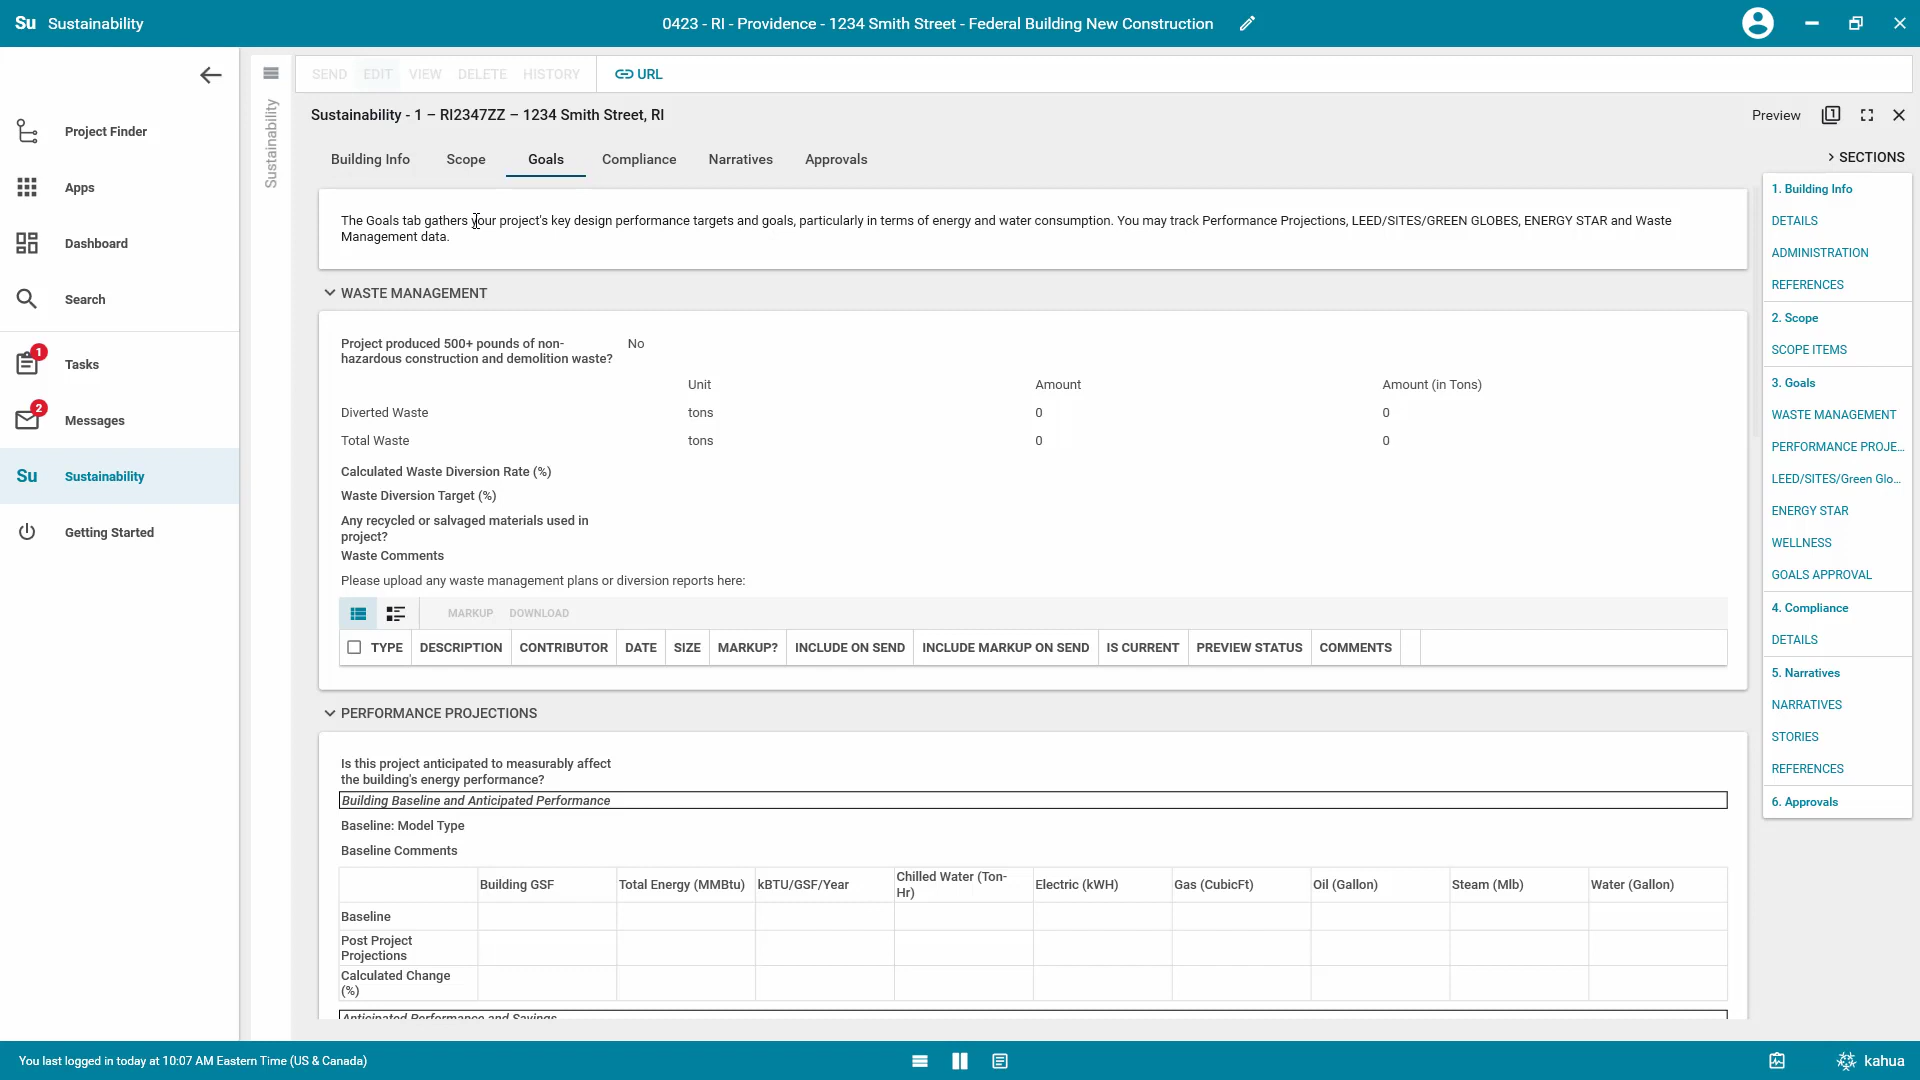 Su Sustainability
0423 - RI - Providence - 1234 Smith Street - Federal Building New Construction
Project Finder
Apps
Dashboard
Search
1
Tasks
2
Messages
Su Sustainability
Getting Started
Sustainability
SEND EDIT VIEW DELETE HISTORY URL
Sustainability - 1 – RI2347ZZ – 1234 Smith Street, RI
Preview 1
Building Info Scope Goals Compliance Narratives Approvals
The Goals tab gathers your project's key design performance targets and goals, particularly in terms of energy and water consumption. You may track Performance Projections, LEED/SITES/GREEN GLOBES, ENERGY STAR and Waste
Management data.
WASTE MANAGEMENT
Project produced 500+ pounds of non-
hazardous construction and demolition waste? No
Unit Amount Amount (in Tons)
Diverted Waste tons 0 0
Total Waste tons 0 0
Calculated Waste Diversion Rate (%)
Waste Diversion Target (%)
Any recycled or salvaged materials used in
project?
Waste Comments
Please upload any waste management plans or diversion reports here:
MARKUP DOWNLOAD
TYPE DESCRIPTION CONTRIBUTOR DATE SIZE MARKUP? INCLUDE ON SEND INCLUDE MARKUP ON SEND IS CURRENT PREVIEW STATUS COMMENTS
PERFORMANCE PROJECTIONS
Is this project anticipated to measurably affect
the building's energy performance?
Building Baseline and Anticipated Performance
Baseline: Model Type
Baseline Comments
Building GSF Total Energy (MMBtu) kBTU/GSF/Year Chilled Water (Ton-
Hr) Electric (kWH) Gas (CubicFt) Oil (Gallon) Steam (Mlb) Water (Gallon)
Baseline
Post Project
Projections
Calculated Change
(%)
Anticipated Performance and Savings
SECTIONS
1. Building Info
DETAILS
ADMINISTRATION
REFERENCES
2. Scope
SCOPE ITEMS
3. Goals
WASTE MANAGEMENT
PERFORMANCE PROJE...
LEED/SITES/Green Glo...
ENERGY STAR
WELLNESS
GOALS APPROVAL
4. Compliance
DETAILS
5. Narratives
NARRATIVES
STORIES
REFERENCES
6. Approvals
You last logged in today at 10:07 AM Eastern Time (US & Canada)
kahua